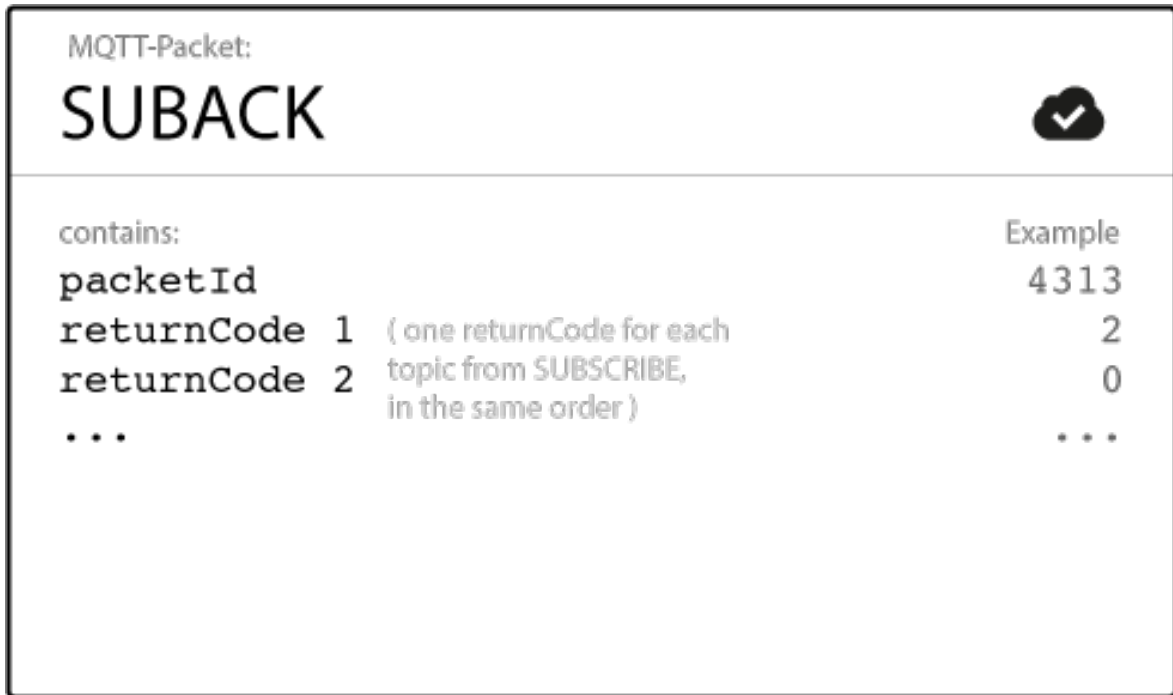 MQTT-Packet:
SUBACK
contains: Example
packetId 4313
returnCode 1 ( one returnCode for each 2
returnCode 2 topic from SUBSCRIBE, 0
in the same order )
... ...